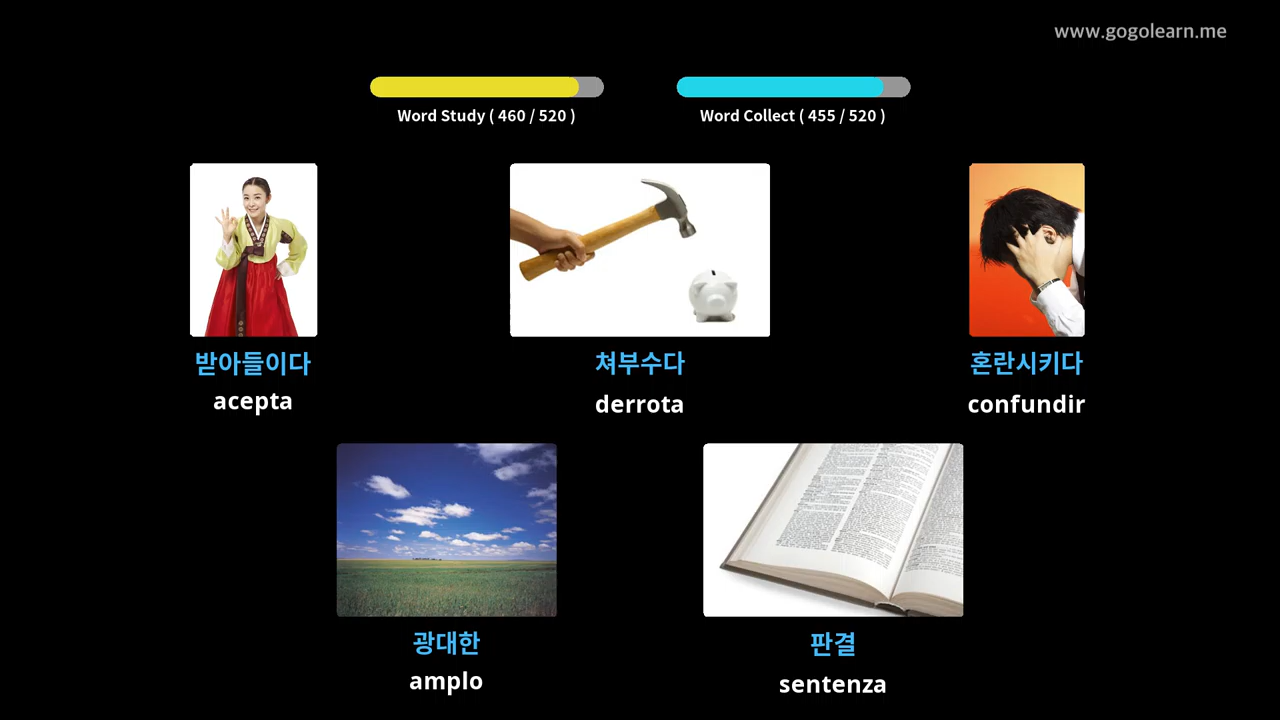 www.gogolearn.me
Word Study ( 460 / 520 )
Word Collect ( 455 / 520 )
받아들이다
acepta
쳐부수다
derrota
혼란시키다
confundir
광대한
amplo
판결
sentenza